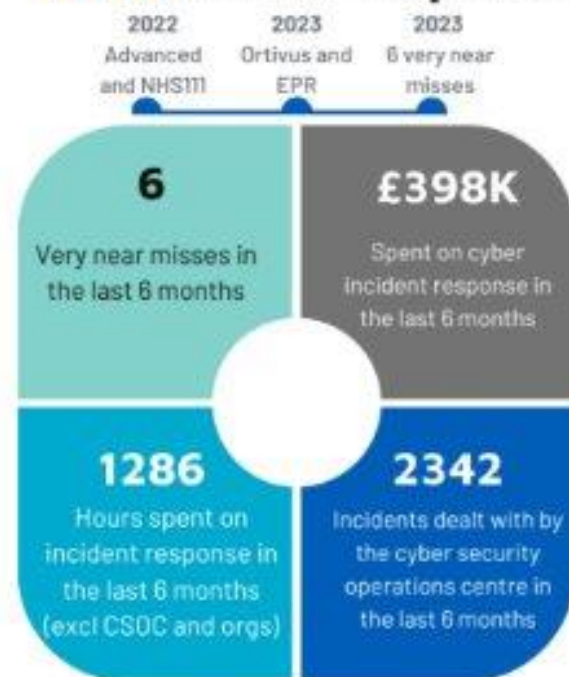 2022
Advanced
and NHS111
2023
Ortivus and
EPR
2023
6 very near
misses
6
Very near misses in
the last 6 months
£398K
Spent on cyber
incident response in
the last 6 months
1286
Hours spent on
incident response in
the last 6 months
(excl CSOC and orgs)
2342
Incidents dealt with by
the cyber security
operations centre in
the last 6 months